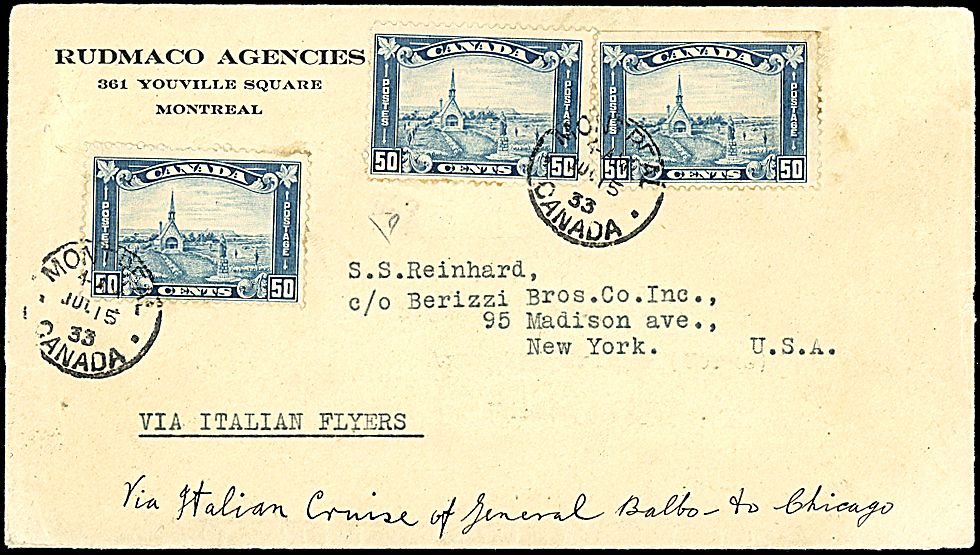 RUDMACO AGENCIES
361 YOUVILLE SQUARE
MONTREAL
CANADA
POSTES
POSTAGE
50 CENTS 50
CANADA
POSTES
POSTAGE
50 CENTS 50
MONTREAL
JUL 15
33
CANADA
CANADA
POSTES
POSTAGE
50 CENTS 50
MONTREAL
JUL 15
33
CANADA
S.S.Reinhard,
c/o Berizzi Bros.Co.Inc.,
95 Madison ave.,
New York. U.S.A.
VIA ITALIAN FLYERS
Via Italian Cruise of General Balbo - to Chicago